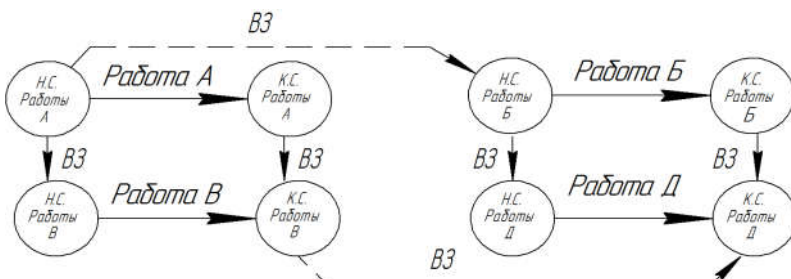 ВЗ
Н.С.
Работы
А
Работа А
К.С.
Работы
А
Н.С.
Работы
Б
Работа Б
К.С.
Работы
Б
ВЗ
ВЗ
ВЗ
ВЗ
Н.С.
Работы
В
Работа В
К.С.
Работы
В
Н.С.
Работы
Д
Работа Д
К.С.
Работы
Д
ВЗ